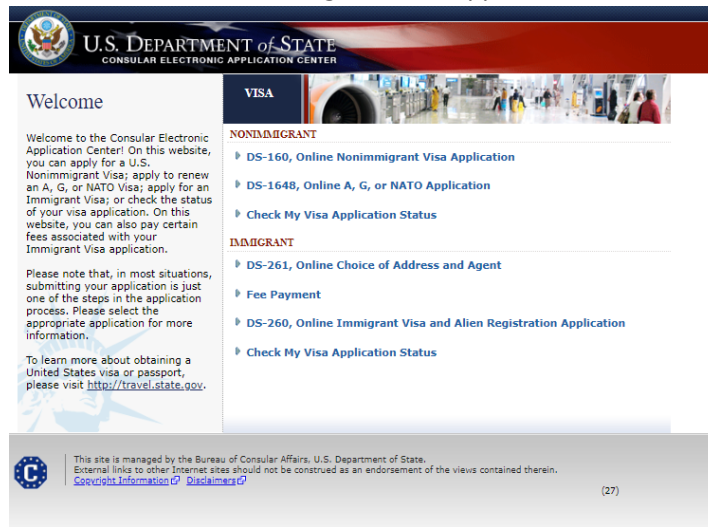 U.S. DEPARTMENT of STATE
CONSULAR ELECTRONIC APPLICATION CENTER
Welcome
Welcome to the Consular Electronic
Application Center! On this website,
you can apply for a U.S.
Nonimmigrant Visa; apply to renew
an A, G, or NATO Visa; apply for an
Immigrant Visa; or check the status
of your visa application. On this
website, you can also pay certain
fees associated with your
Immigrant Visa application.
Please note that, in most situations,
submitting your application is just
one of the steps in the application
process. Please select the
appropriate application for more
information.
To learn more about obtaining a
United States visa or passport,
please visit http://travel.state.gov.
VISA
NONIMMIGRANT
DS-160, Online Nonimmigrant Visa Application
DS-1648, Online A, G, or NATO Application
Check My Visa Application Status
IMMIGRANT
DS-261, Online Choice of Address and Agent
Fee Payment
DS-260, Online Immigrant Visa and Alien Registration Application
Check My Visa Application Status
C
This site is managed by the Bureau of Consular Affairs, U.S. Department of State.
External links to other Internet sites should not be construed as an endorsement of the views contained therein.
Copyright Information Disclaimers
(27)